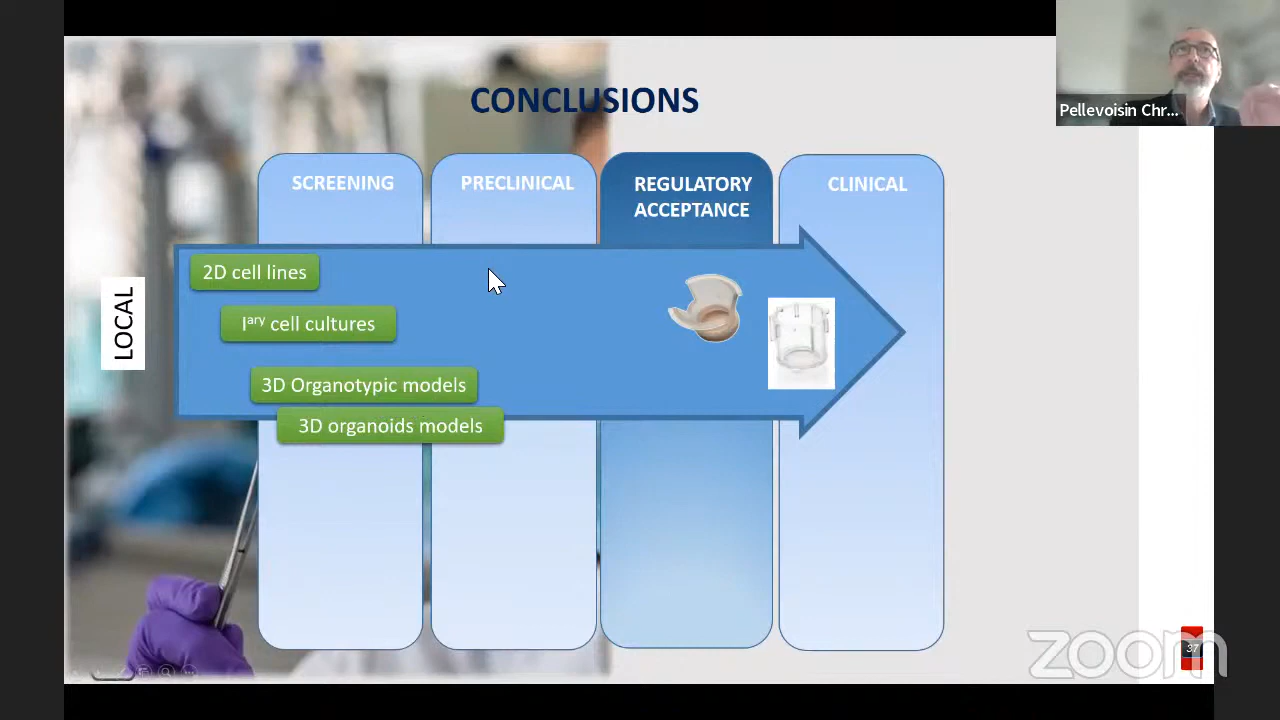 CONCLUSIONS
Pellevoisin Chr...
SCREENING
PRECLINICAL
REGULATORY
ACCEPTANCE
CLINICAL
LOCAL
2D cell lines
Iary cell cultures
3D Organotypic models
3D organoids models
zoom
37